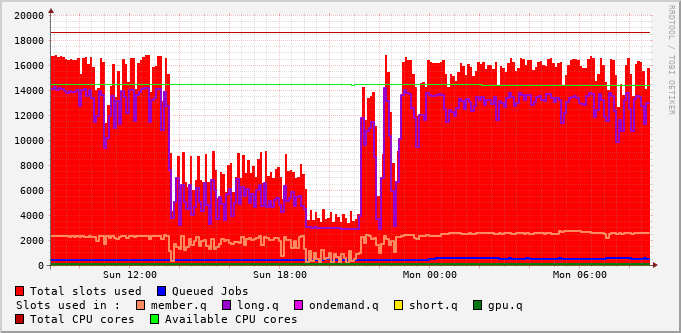 20000
18000
16000
14000
12000
10000
8000
6000
4000
2000
0
Sun 12:00 Sun 18:00 Mon 00:00 Mon 06:00
RRDTOOL / TOBI OETIKER
Total slots used Queued Jobs
Slots used in : member.q long.q ondemand.q short.q gpu.q
Total CPU cores Available CPU cores